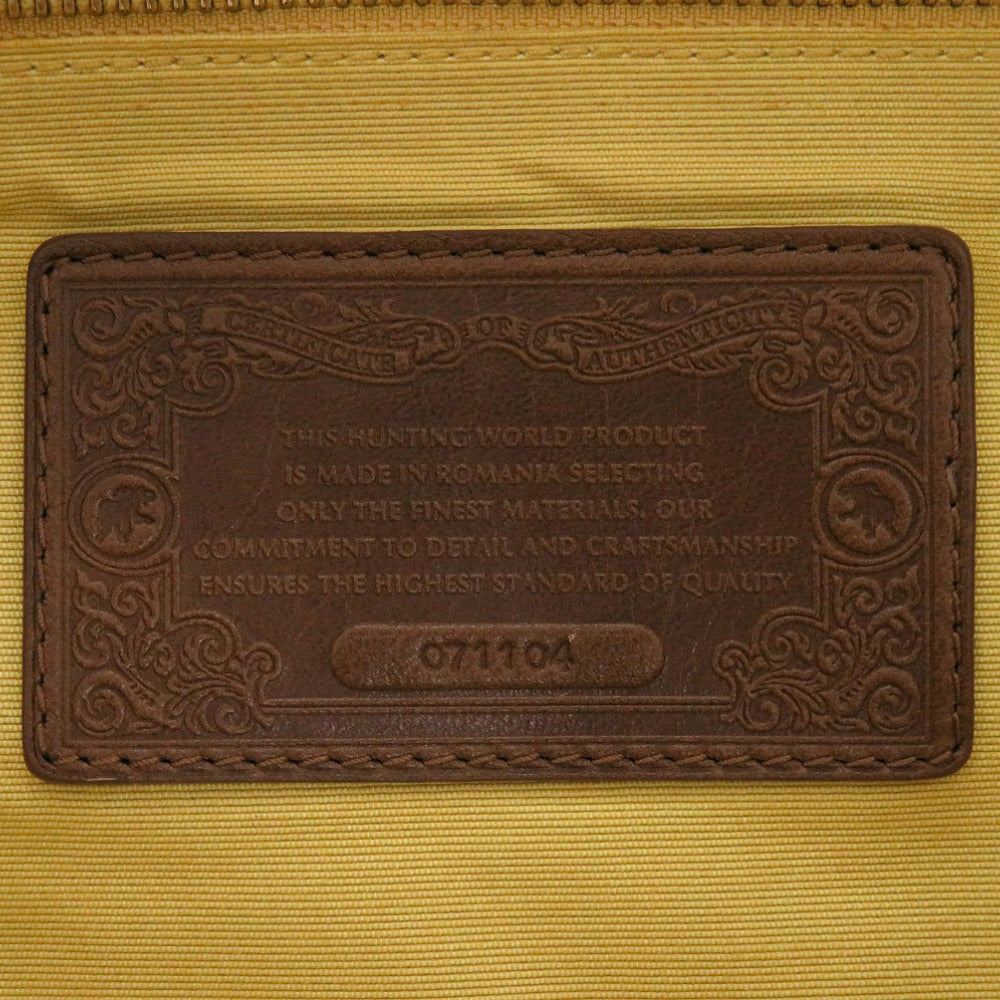 CERTIFICATE OF AUTHENTICITY
THIS HUNTING WORLD PRODUCT
IS MADE IN ROMANIA SELECTING
ONLY THE FINEST MATERIALS. OUR
COMMITMENT TO DETAIL AND CRAFTSMANSHIP
ENSURES THE HIGHEST STANDARD OF QUALITY
071104